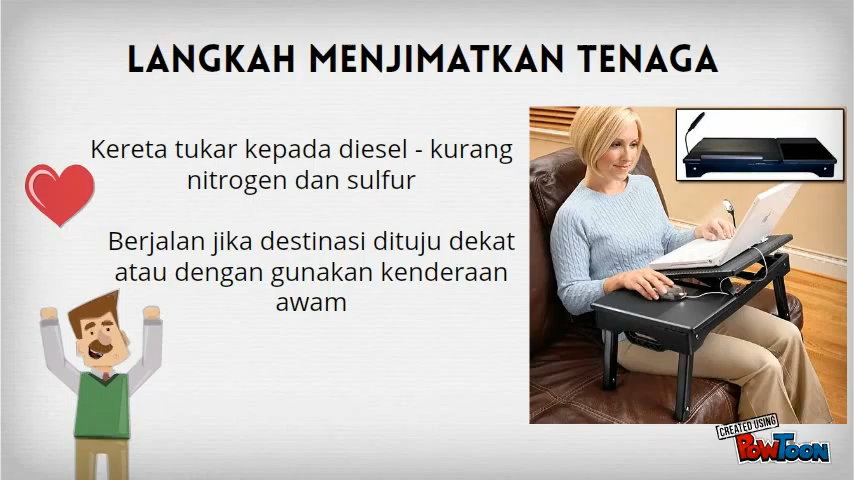 LANGKAH MENJIMATKAN TENAGA
Kereta tukar kepada diesel - kurang
nitrogen dan sulfur
Berjalan jika destinasi dituju dekat
atau dengan gunakan kenderaan
awam
CREATED USING
POWTOON